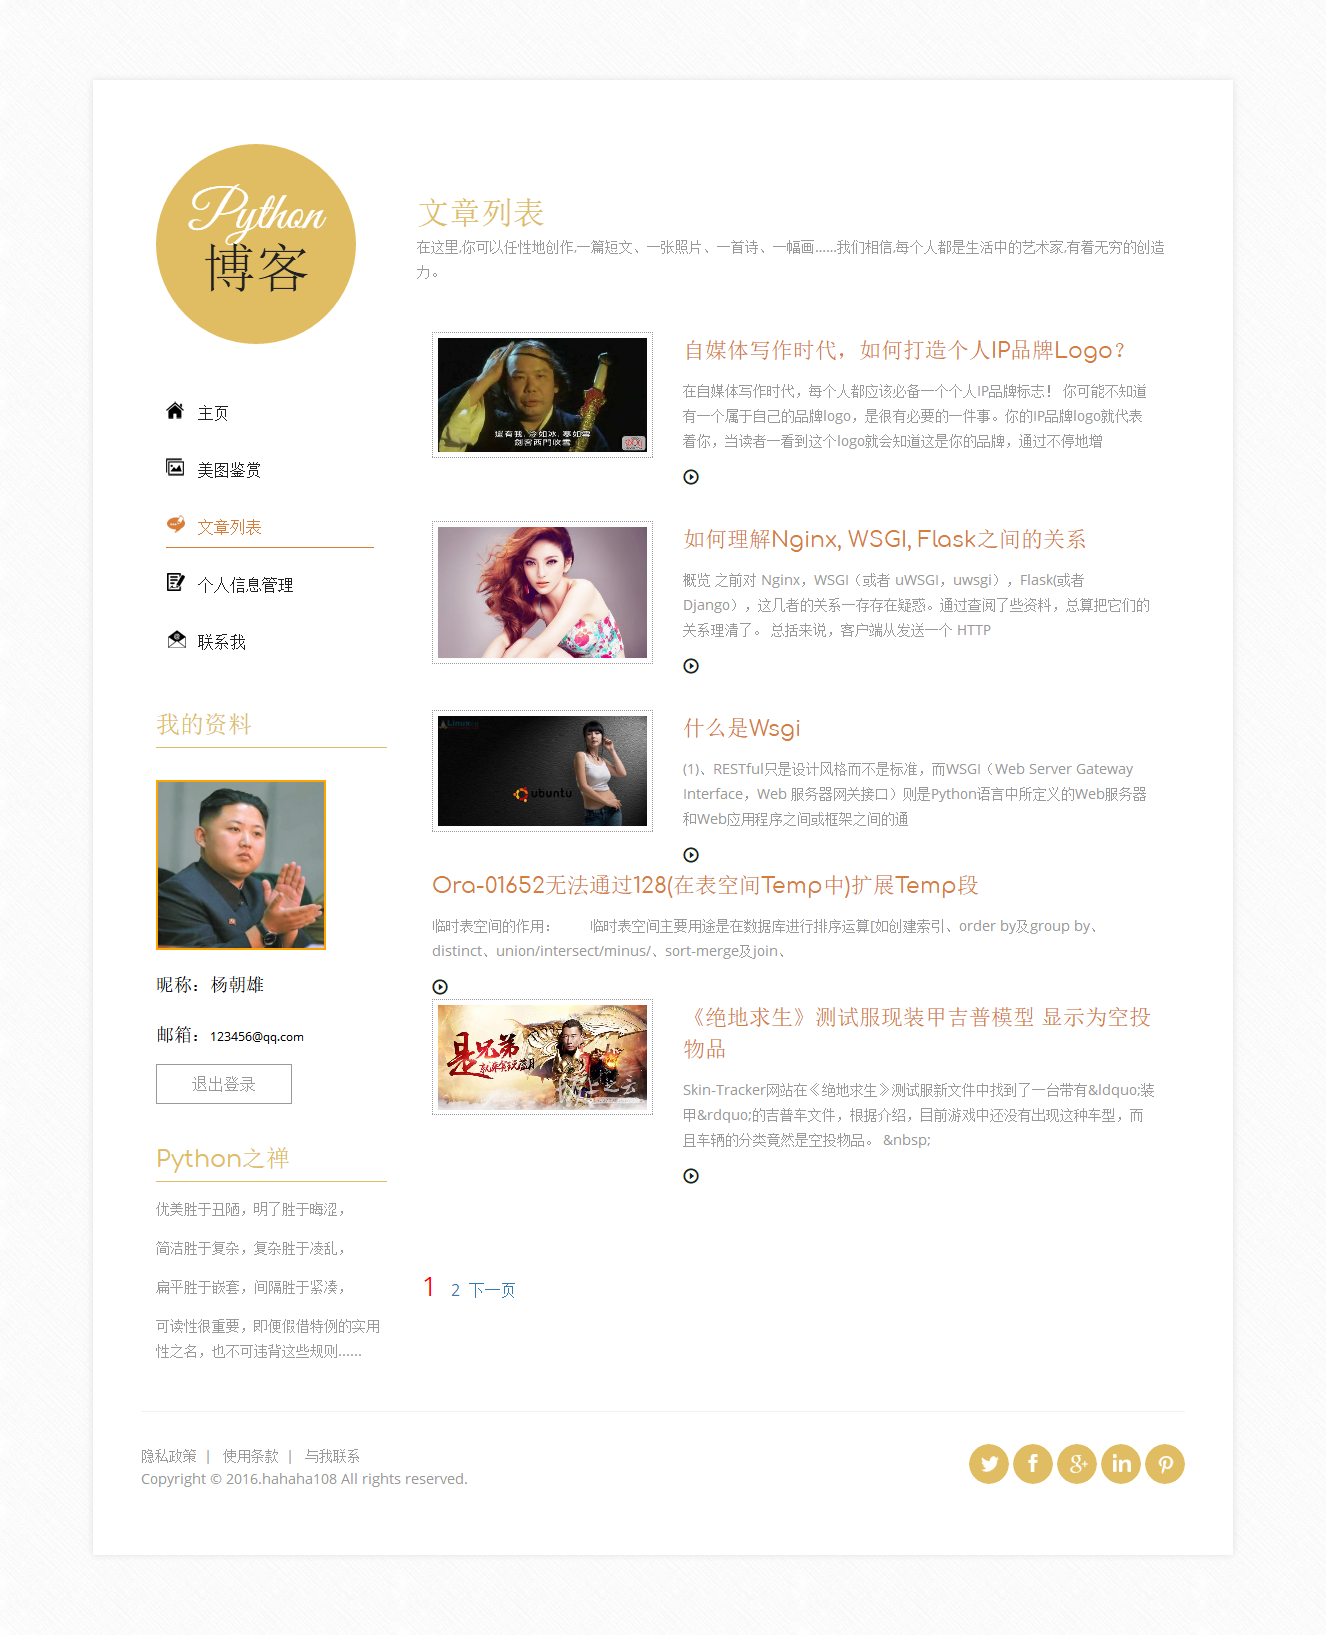 Python
博客
主页
美图鉴赏
文章列表
个人信息管理
联系我
我的资料
昵称：杨朝雄
邮箱：123456@qq.com
退出登录
Python之禅
优美胜于丑陋，明了胜于晦涩，
简洁胜于复杂，复杂胜于凌乱，
扁平胜于嵌套，间隔胜于紧凑，
可读性很重要，即便假借特例的实用
性之名，也不可违背这些规则......
文章列表
在这里,你可以任性地创作,一篇短文、一张照片、一首诗、一幅画......我们相信,每个人都是生活中的艺术家,有着无穷的创造
力。
還有我,冷如冰,寒如雪
劍客西門吹雪
自媒体写作时代，如何打造个人IP品牌Logo？
在自媒体写作时代，每个人都应该必备一个个人IP品牌标志！ 你可能不知道
有一个属于自己的品牌logo，是很有必要的一件事。你的IP品牌logo就代表
着你，当读者一看到这个logo就会知道这是你的品牌，通过不停地增
如何理解Nginx, WSGI, Flask之间的关系
概览 之前对 Nginx，WSGI（或者 uWSGI，uwsgi），Flask(或者
Django），这几者的关系一存存在疑惑。通过查阅了些资料，总算把它们的
关系理清了。 总括来说，客户端从发送一个 HTTP
Linux
ubuntu
什么是Wsgi
(1)、RESTful只是设计风格而不是标准，而WSGI（Web Server Gateway
Interface，Web 服务器网关接口）则是Python语言中所定义的Web服务器
和Web应用程序之间或框架之间的通
Ora-01652无法通过128(在表空间Temp中)扩展Temp段
临时表空间的作用： 临时表空间主要用途是在数据库进行排序运算[如创建索引、order by及group by、
distinct、union/intersect/minus/、sort-merge及join、
是兄弟
《绝地求生》测试服现装甲吉普模型 显示为空投
物品
Skin-Tracker网站在《绝地求生》测试服新文件中找到了一台带有&ldquo;装
甲&rdquo;的吉普车文件，根据介绍，目前游戏中还没有出现这种车型，而
且车辆的分类竟然是空投物品。 &nbsp;
1 2 下一页
隐私政策 | 使用条款 | 与我联系
Copyright © 2016.hahaha108 All rights reserved.